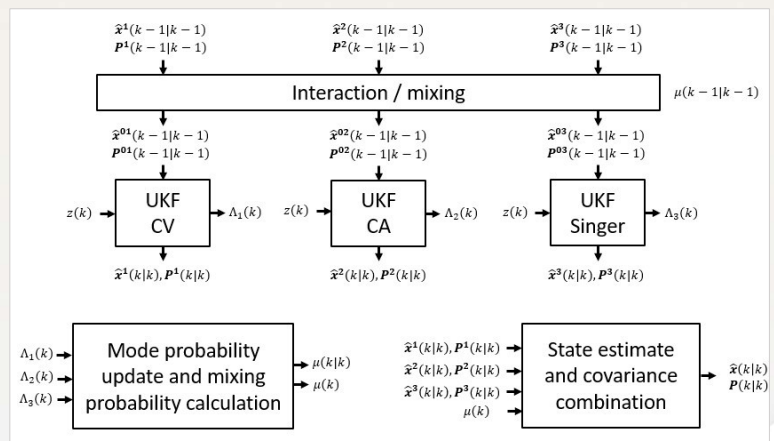 x̂¹(k−1|k−1) x̂²(k−1|k−1) x̂³(k−1|k−1)
P¹(k−1|k−1) P²(k−1|k−1) P³(k−1|k−1)
Interaction / mixing μ(k−1|k−1)
x̂⁰¹(k−1|k−1) x̂⁰²(k−1|k−1) x̂⁰³(k−1|k−1)
P⁰¹(k−1|k−1) P⁰²(k−1|k−1) P⁰³(k−1|k−1)
z(k) UKF CV Λ₁(k) z(k) UKF CA Λ₂(k) z(k) UKF Singer Λ₃(k)
x̂¹(k|k), P¹(k|k) x̂²(k|k), P²(k|k) x̂³(k|k), P³(k|k)
Λ₁(k)
Λ₂(k)
Λ₃(k)
Mode probability
update and mixing
probability calculation
μ(k|k)
μ(k)
x̂¹(k|k), P¹(k|k)
x̂²(k|k), P²(k|k)
x̂³(k|k), P³(k|k)
μ(k)
State estimate
and covariance
combination
x̂(k|k)
P(k|k)